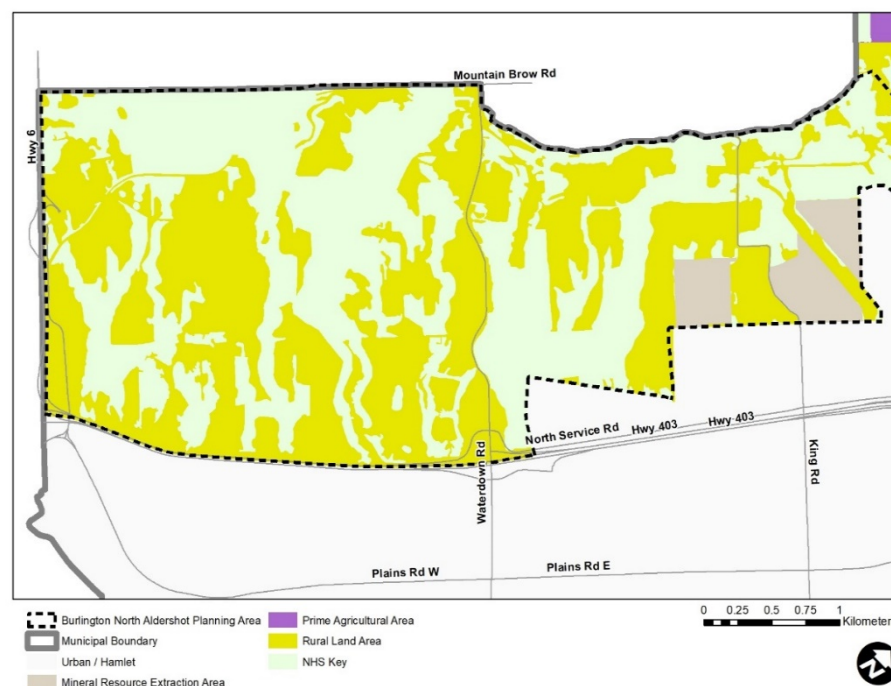 Mountain Brow Rd
Hwy 6
North Service Rd
Hwy 403
Hwy 403
Waterdown Rd
King Rd
Plains Rd W
Plains Rd E
Burlington North Aldershot Planning Area
Municipal Boundary
Urban / Hamlet
Mineral Resource Extraction Area
Prime Agricultural Area
Rural Land Area
NHS Key
0 0.25 0.5 0.75 1
Kilometer